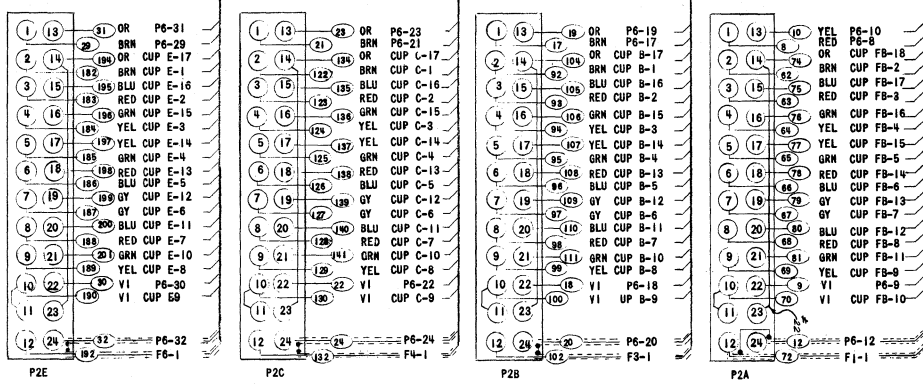 1 13 31 OR P6-31
29 BRN P6-29
2 14 194 OR CUP E-17
182 BRN CUP E-1
3 15 195 BLU CUP E-16
183 RED CUP E-2
4 16 196 GRN CUP E-15
184 YEL CUP E-3
5 17 197 YEL CUP E-14
185 GRN CUP E-4
6 18 198 RED CUP E-13
186 BLU CUP E-5
7 19 199 GY CUP E-12
187 GY CUP E-6
8 20 200 BLU CUP E-11
188 RED CUP E-7
9 21 201 GRN CUP E-10
189 YEL CUP E-8
10 22 30 VI P6-30
190 VI CUP E9
11 23
12 24 32 P6-32
192 F6-1
P2E
1 13 23 OR P6-23
21 BRN P6-21
2 14 134 OR CUP C-17
122 BRN CUP C-1
3 15 135 BLU CUP C-16
123 RED CUP C-2
4 16 136 GRN CUP C-15
124 YEL CUP C-3
5 17 137 YEL CUP C-14
125 GRN CUP C-4
6 18 138 RED CUP C-13
126 BLU CUP C-5
7 19 139 GY CUP C-12
127 GY CUP C-6
8 20 140 BLU CUP C-11
128 RED CUP C-7
9 21 141 GRN CUP C-10
129 YEL CUP C-8
10 22 22 VI P6-22
130 VI CUP C-9
11 23
12 24 24 P6-24
132 F4-1
P2C
1 13 19 OR P6-19
17 BRN P6-17
2 14 104 OR CUP B-17
92 BRN CUP B-1
3 15 105 BLU CUP B-16
93 RED CUP B-2
4 16 106 GRN CUP B-15
94 YEL CUP B-3
5 17 107 YEL CUP B-14
95 GRN CUP B-4
6 18 108 RED CUP B-13
96 BLU CUP B-5
7 19 109 GY CUP B-12
97 GY CUP B-6
8 20 110 BLU CUP B-11
98 RED CUP B-7
9 21 111 GRN CUP B-10
99 YEL CUP B-8
10 22 18 VI P6-18
100 VI UP B-9
11 23
12 24 20 P6-20
102 F3-1
P2B
1 13 10 YEL P6-10
8 RED P6-8
2 14 74 OR CUP FB-18
62 BRN CUP FB-2
3 15 75 BLU CUP FB-17
63 RED CUP FB-3
4 16 76 GRN CUP FB-16
64 YEL CUP FB-4
5 17 77 YEL CUP FB-15
65 GRN CUP FB-5
6 18 78 RED CUP FB-14
66 BLU CUP FB-6
7 19 79 GY CUP FB-13
67 GY CUP FB-7
8 20 80 BLU CUP FB-12
68 RED CUP FB-8
9 21 81 GRN CUP FB-11
69 YEL CUP FB-9
10 22 9 VI P6-9
70 VI CUP FB-10
11 23
12 24 12 P6-12
72 F1-1
P2A